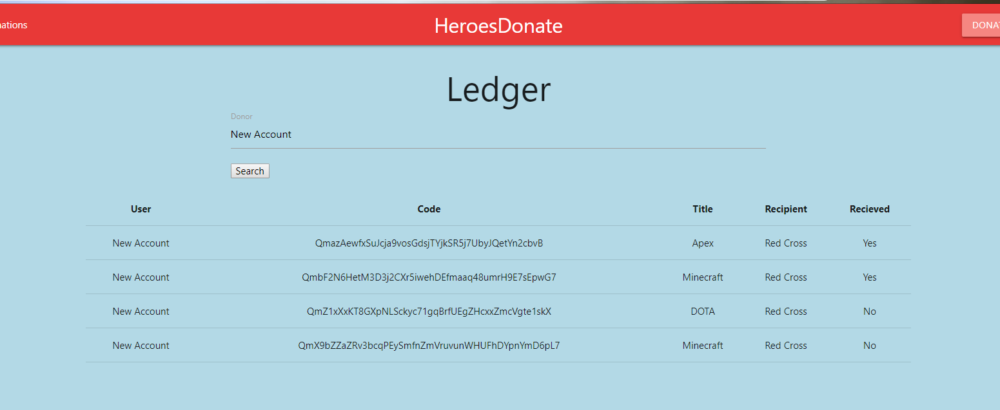 ations HeroesDonate DONAT
Ledger
Donor
New Account
Search
User Code Title Recipient Recieved
New Account QmazAewfxSuJcja9vosGdsjTYjkSR5j7UbyJQetYn2cbvB Apex Red Cross Yes
New Account QmbF2N6HetM3D3j2CXr5iwehDEfmaaq48umrH9E7sEpwG7 Minecraft Red Cross Yes
New Account QmZ1xXxKT8GXpNLSckyc71gqBrfUEgZHcxxZmcVgte1skX DOTA Red Cross No
New Account QmX9bZZaZRv3bcqPEySmfnZmVruvunWHUFhDYpnYmD6pL7 Minecraft Red Cross No